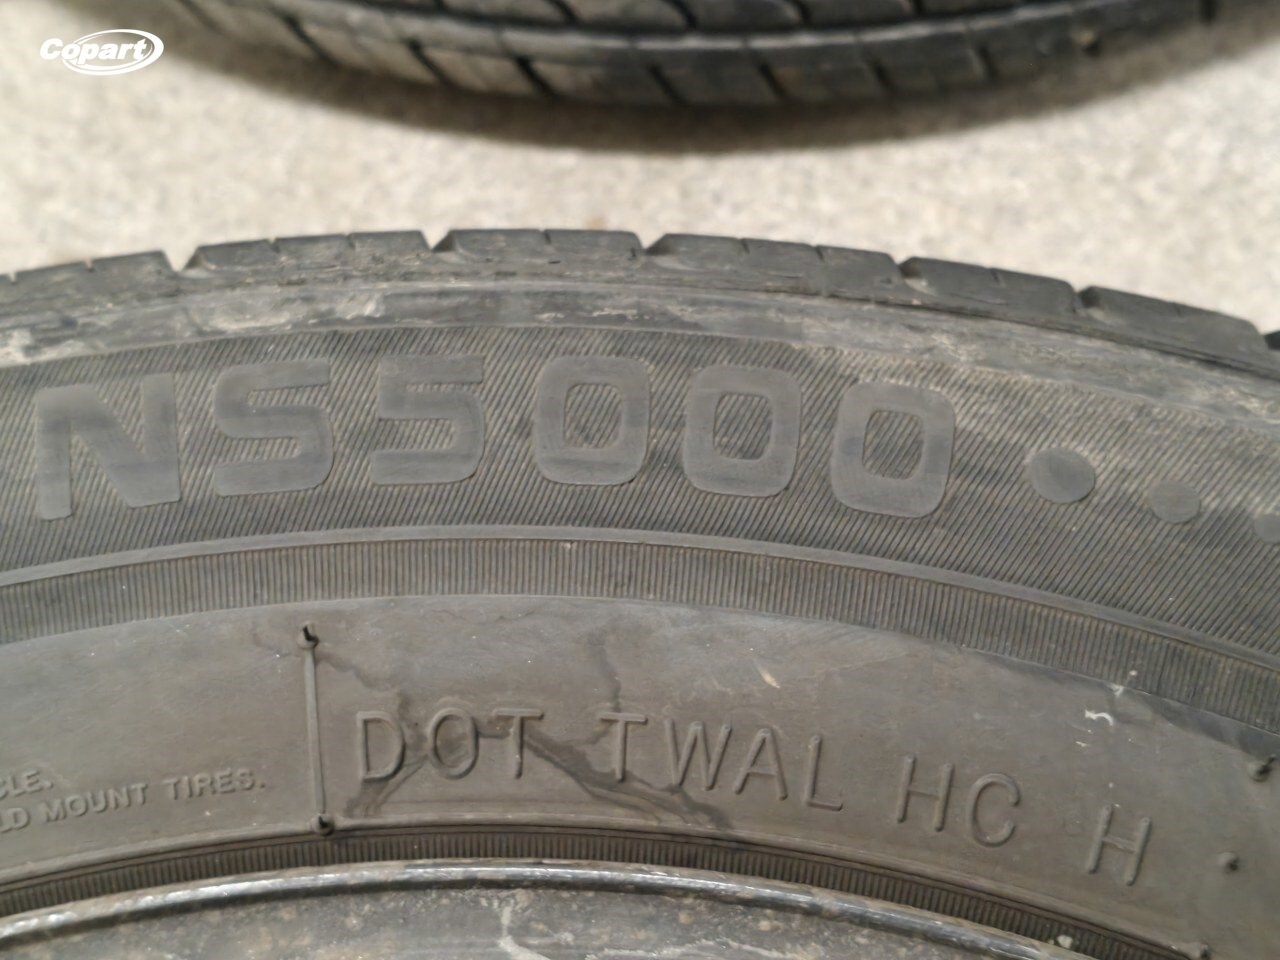 Copart
NS5000
DOT TWAL HC H
CLE.
LD MOUNT TIRES.